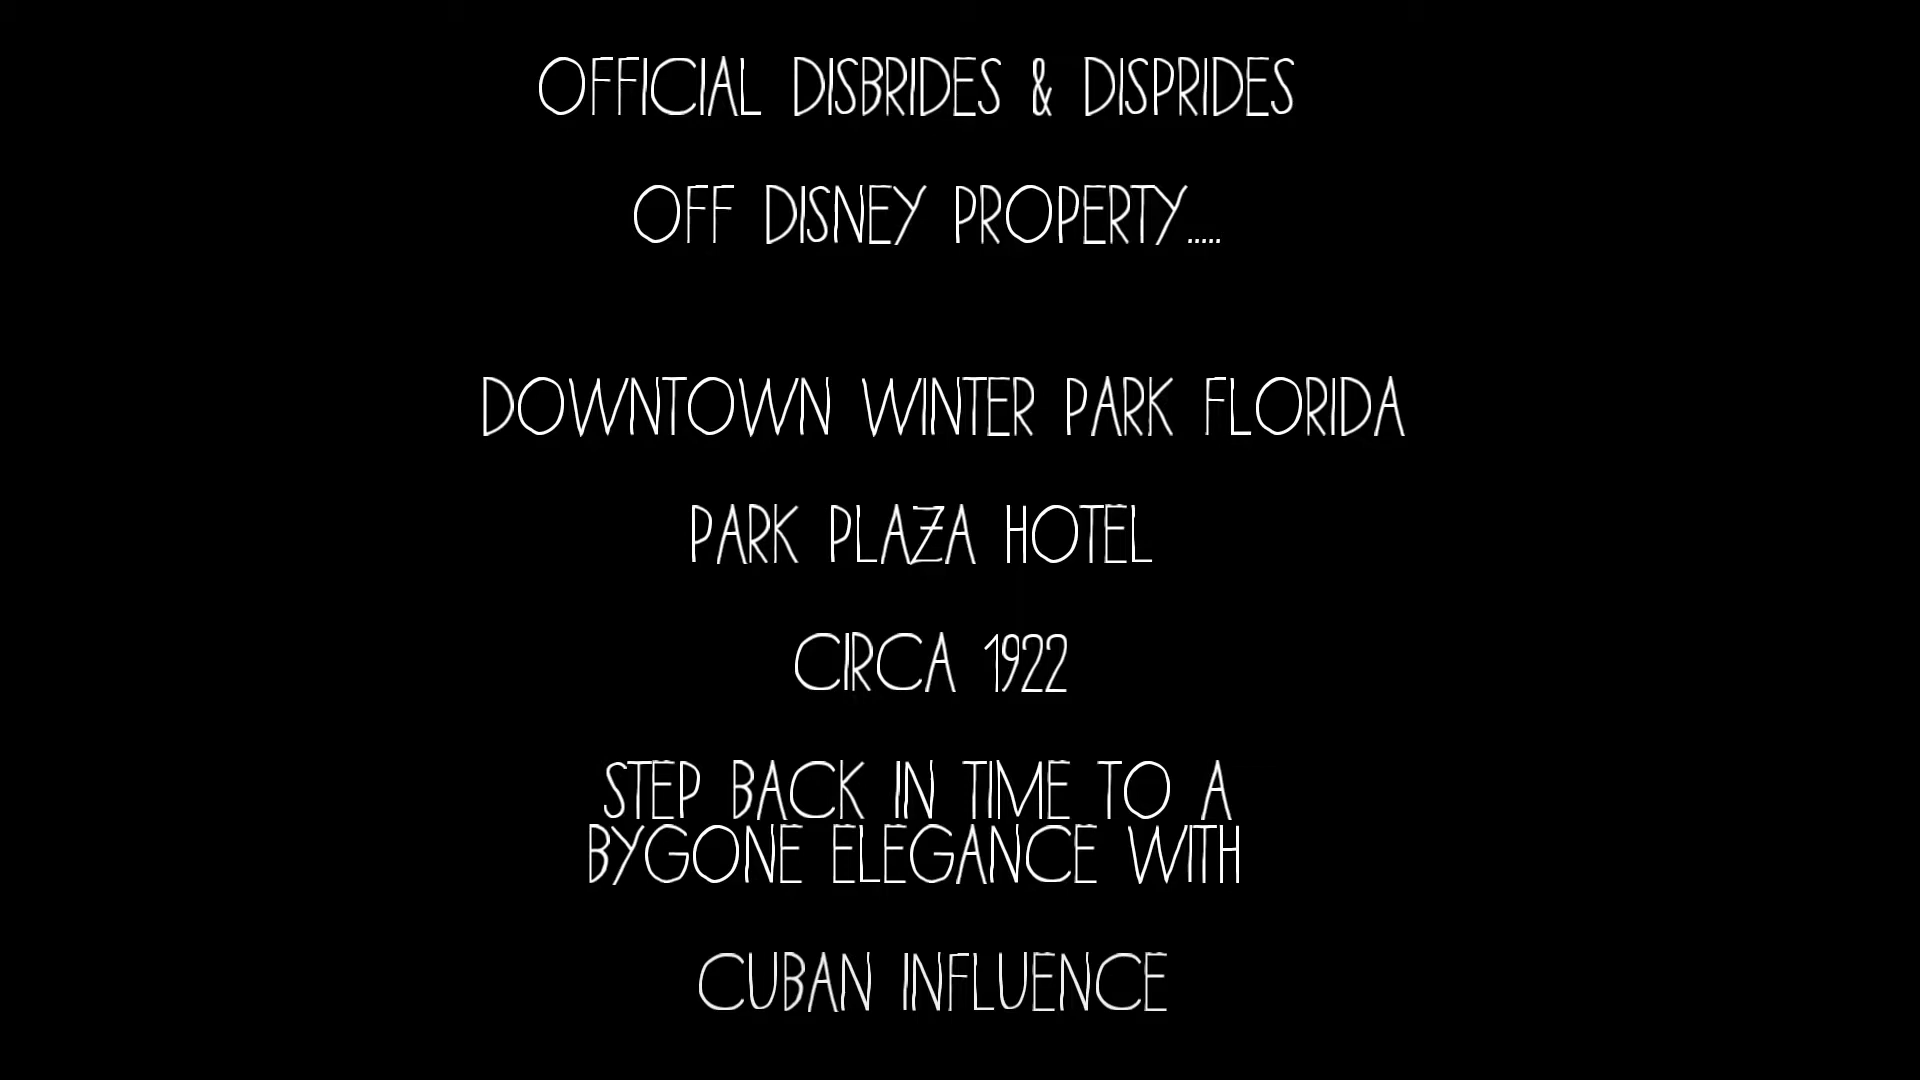 OFFICIAL DISBRIDES & DISPRIDES
OFF DISNEY PROPERTY.....
DOWNTOWN WINTER PARK FLORIDA
PARK PLAZA HOTEL
CIRCA 1922
STEP BACK IN TIME TO A
BYGONE ELEGANCE WITH
CUBAN INFLUENCE